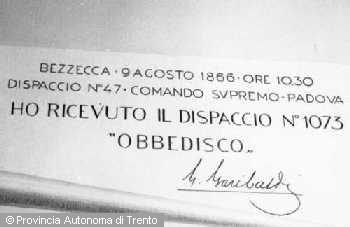 BEZZECCA · 9 AGOSTO 1866 · ORE 10.30
DISPACCIO N° 47 · COMANDO SVPREMO · PADOVA
HO RICEVUTO IL DISPACCIO N° 1073
"OBBEDISCO„
G. Garibaldi
© Provincia Autonoma di Trento